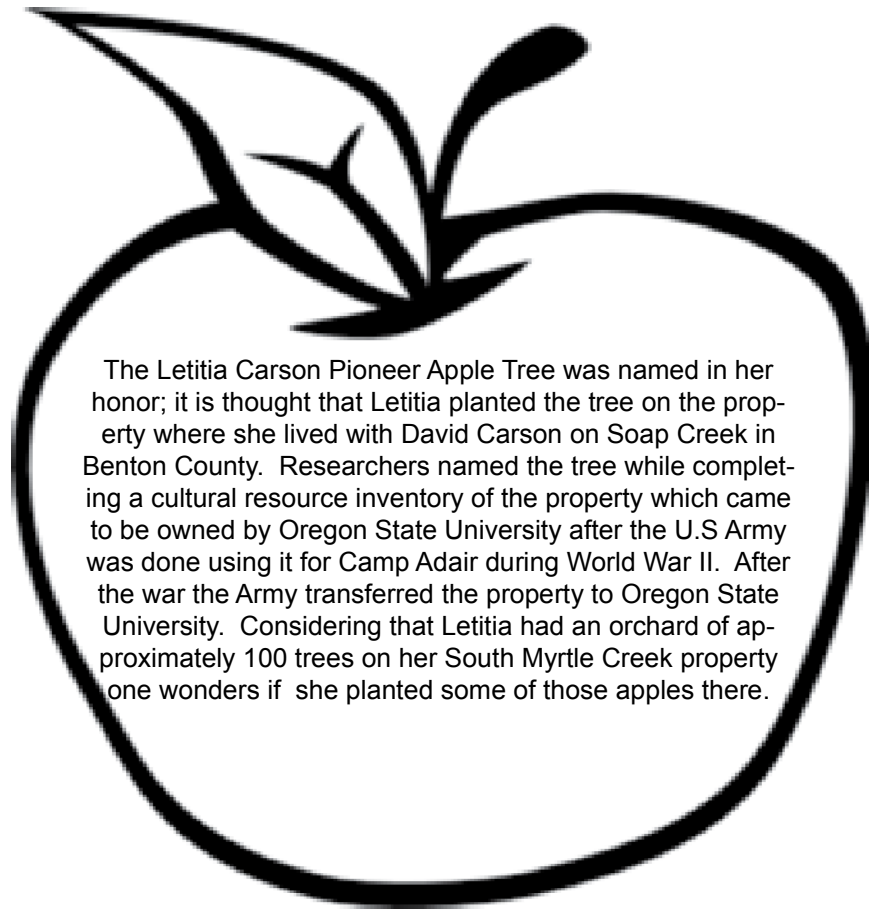 The Letitia Carson Pioneer Apple Tree was named in her
honor; it is thought that Letitia planted the tree on the prop-
erty where she lived with David Carson on Soap Creek in
Benton County.  Researchers named the tree while complet-
ing a cultural resource inventory of the property which came
to be owned by Oregon State University after the U.S Army
was done using it for Camp Adair during World War II.  After
the war the Army transferred the property to Oregon State
University.  Considering that Letitia had an orchard of ap-
proximately 100 trees on her South Myrtle Creek property
one wonders if  she planted some of those apples there.